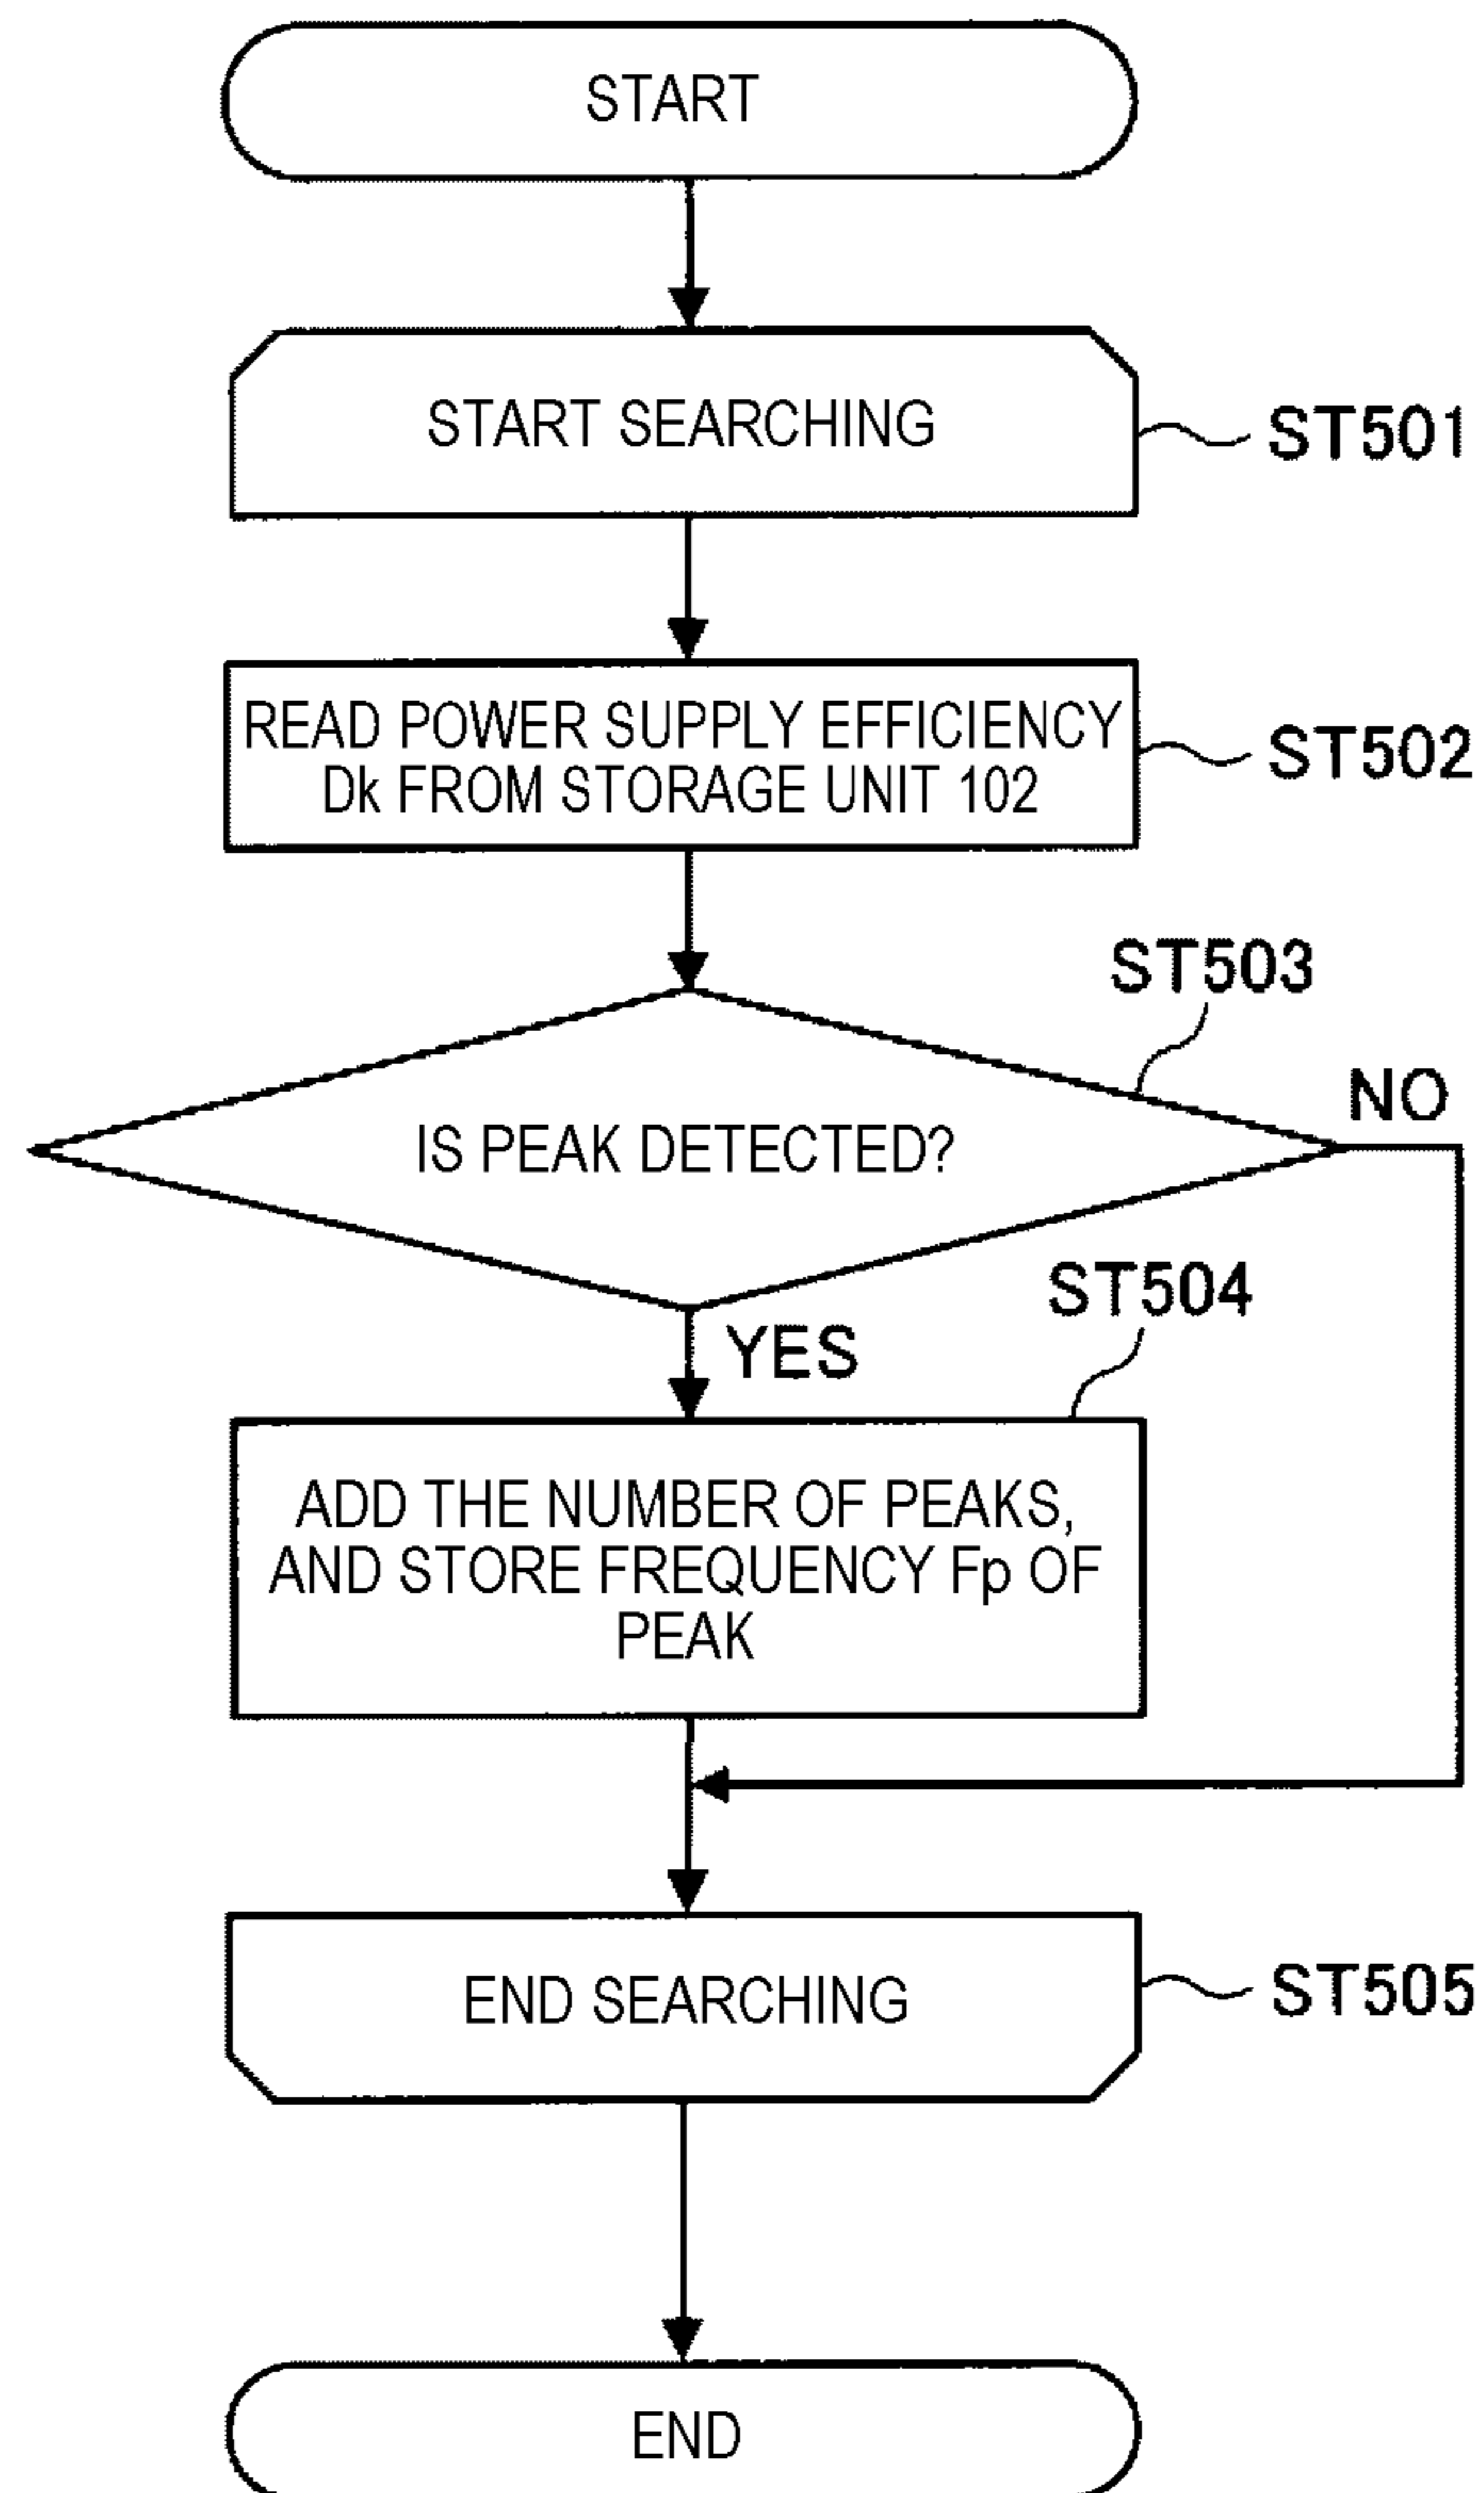 START
START SEARCHING
ST501
READ POWER SUPPLY EFFICIENCY
Dk FROM STORAGE UNIT 102
ST502
ST503
NO
IS PEAK DETECTED?
ST504
YES
ADD THE NUMBER OF PEAKS,
AND STORE FREQUENCY Fp OF
PEAK
END SEARCHING
ST505
END